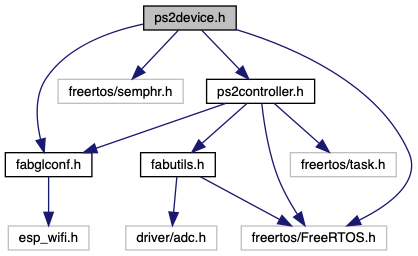 ps2device.h
freertos/semphr.h
ps2controller.h
fabglconf.h
fabutils.h
freertos/task.h
esp_wifi.h
driver/adc.h
freertos/FreeRTOS.h